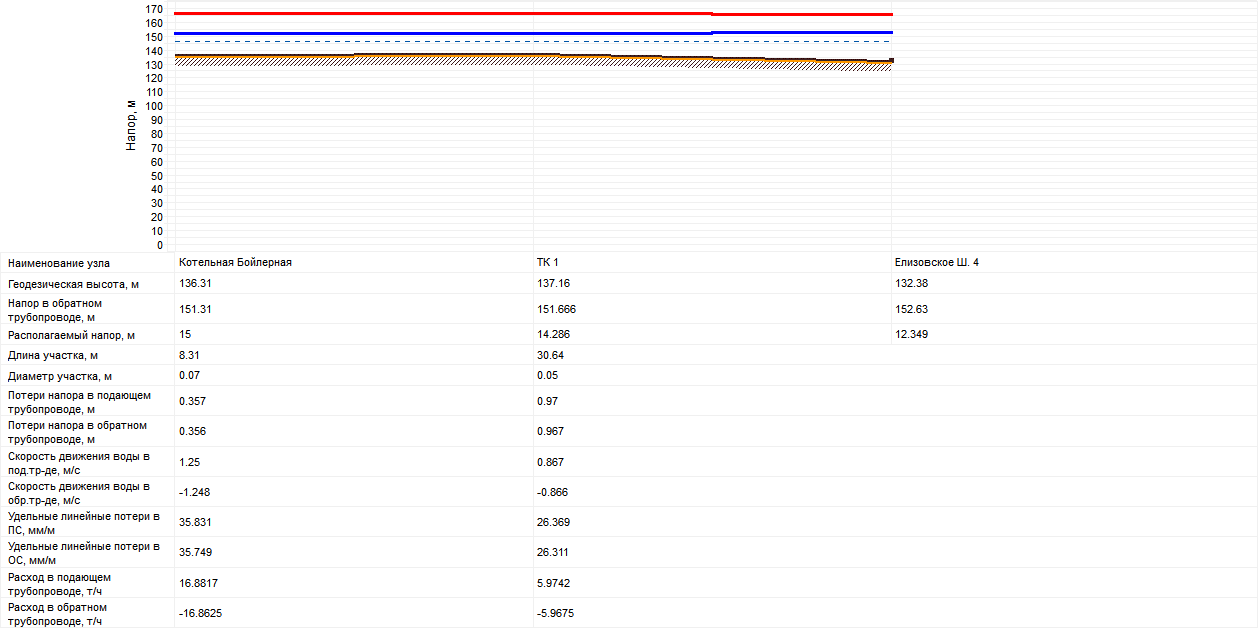 170
160
150
140
130
120
110
100
90
80
70
60
50
40
30
20
10
0
Напор, м
Наименование узла Котельная Бойлерная ТК 1 Елизовское Ш. 4
Геодезическая высота, м 136.31 137.16 132.38
Напор в обратном
трубопроводе, м 151.31 151.666 152.63
Располагаемый напор, м 15 14.286 12.349
Длина участка, м 8.31 30.64
Диаметр участка, м 0.07 0.05
Потери напора в подающем
трубопроводе, м 0.357 0.97
Потери напора в обратном
трубопроводе, м 0.356 0.967
Скорость движения воды в
под.тр-де, м/с 1.25 0.867
Скорость движения воды в
обр.тр-де, м/с -1.248 -0.866
Удельные линейные потери в
ПС, мм/м 35.831 26.369
Удельные линейные потери в
ОС, мм/м 35.749 26.311
Расход в подающем
трубопроводе, т/ч 16.8817 5.9742
Расход в обратном
трубопроводе, т/ч -16.8625 -5.9675